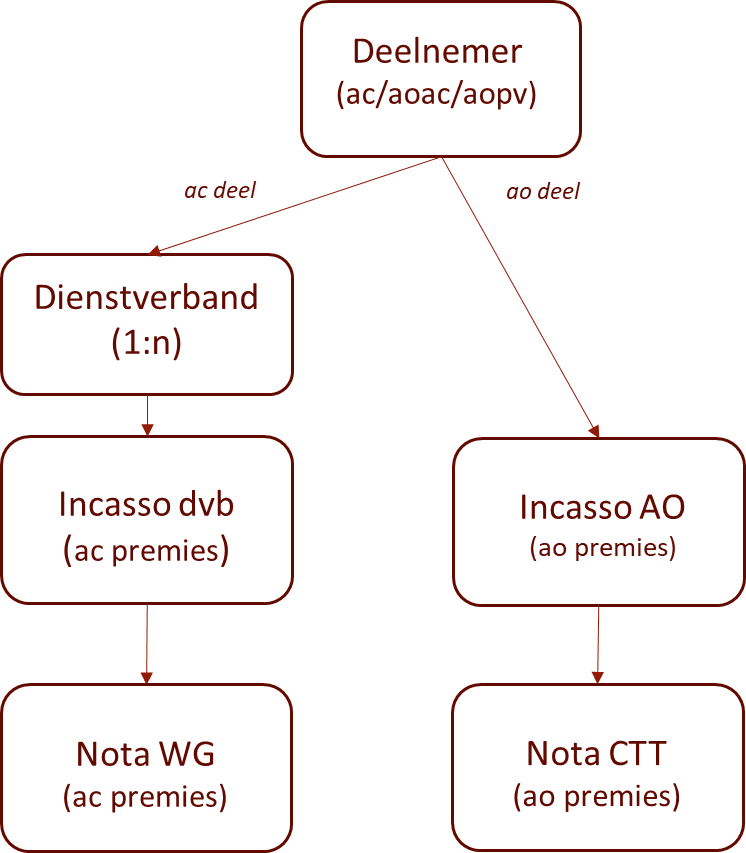 Deelnemer
(ac/aoac/aopv)
ac deel
ao deel
Dienstverband
(1:n)
Incasso dvb
(ac premies)
Incasso AO
(ao premies)
Nota WG
(ac premies)
Nota CTT
(ao premies)